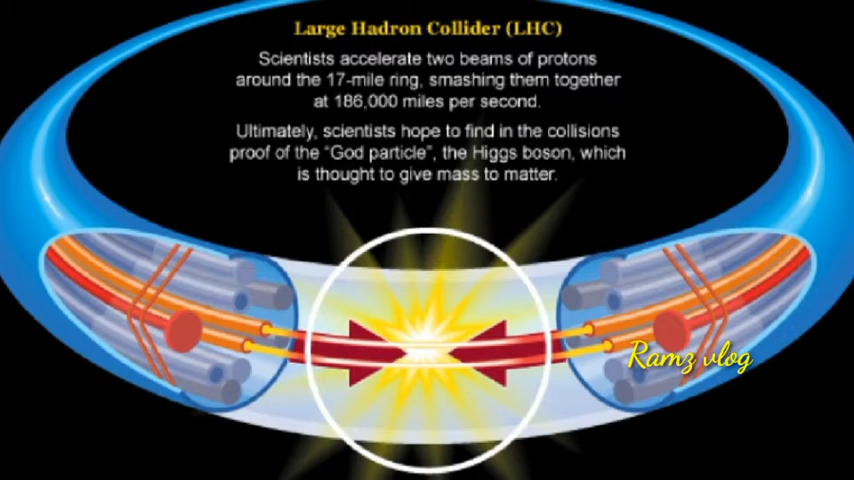 Large Hadron Collider (LHC)
Scientists accelerate two beams of protons
around the 17-mile ring, smashing them together
at 186,000 miles per second.
Ultimately, scientists hope to find in the collisions
proof of the “God particle”, the Higgs boson, which
is thought to give mass to matter.
Ramz vlog